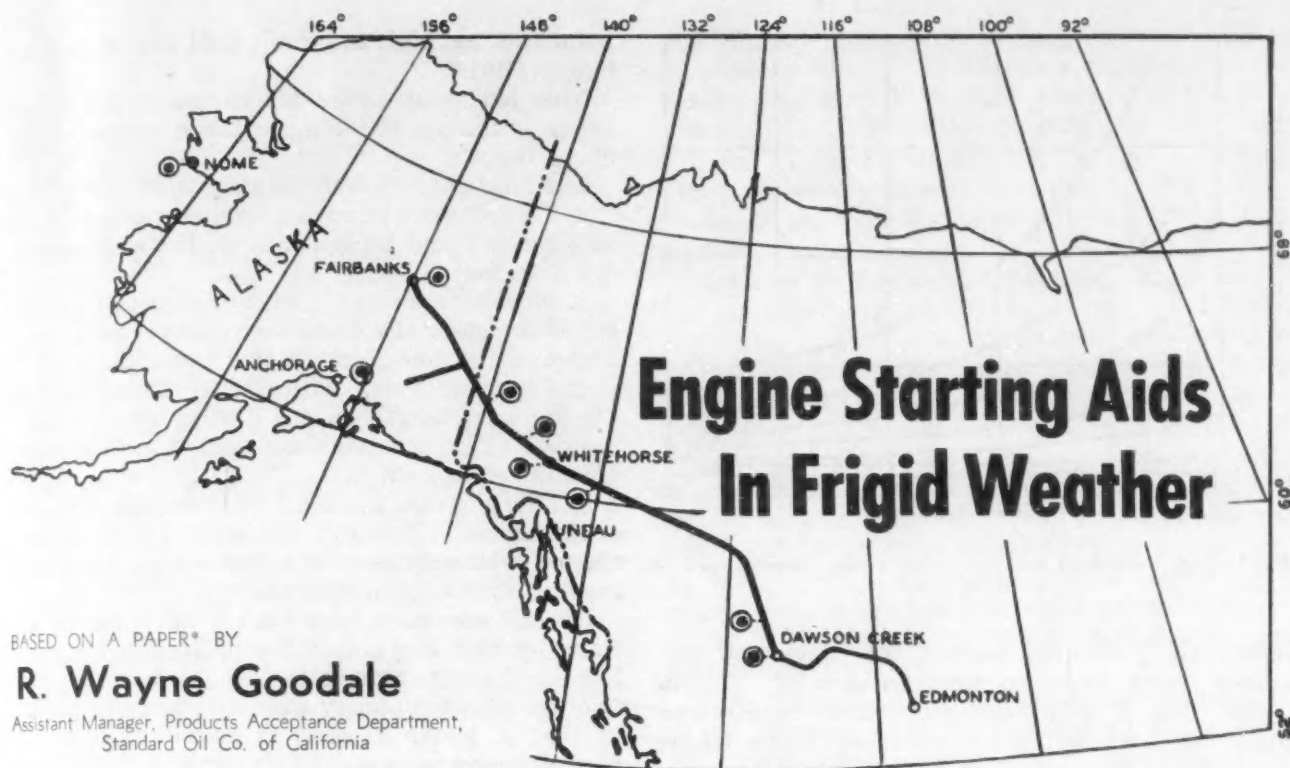 164° 156° 148° 140° 132° 124° 116° 108° 100° 92°
NOME
ALASKA
68°
FAIRBANKS
ANCHORAGE
Engine Starting Aids
In Frigid Weather
WHITEHORSE
60°
JUNEAU
BASED ON A PAPER* BY
R. Wayne Goodale
Assistant Manager, Products Acceptance Department,
Standard Oil Co. of California
DAWSON CREEK
EDMONTON
52°